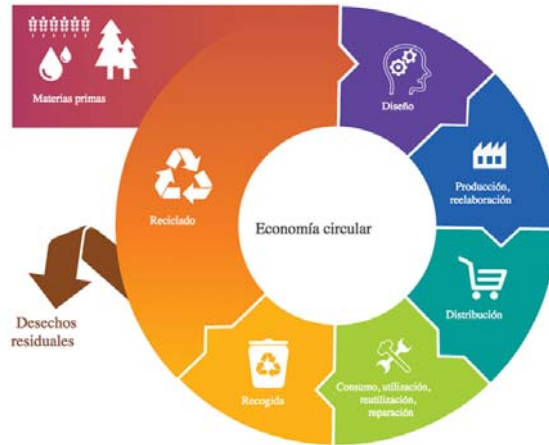 Materias primas
Diseño
Producción,
reelaboración
Distribución
Consumo, utilización,
reutilización,
reparación
Recogida
Reciclado
Desechos
residuales
Economía circular